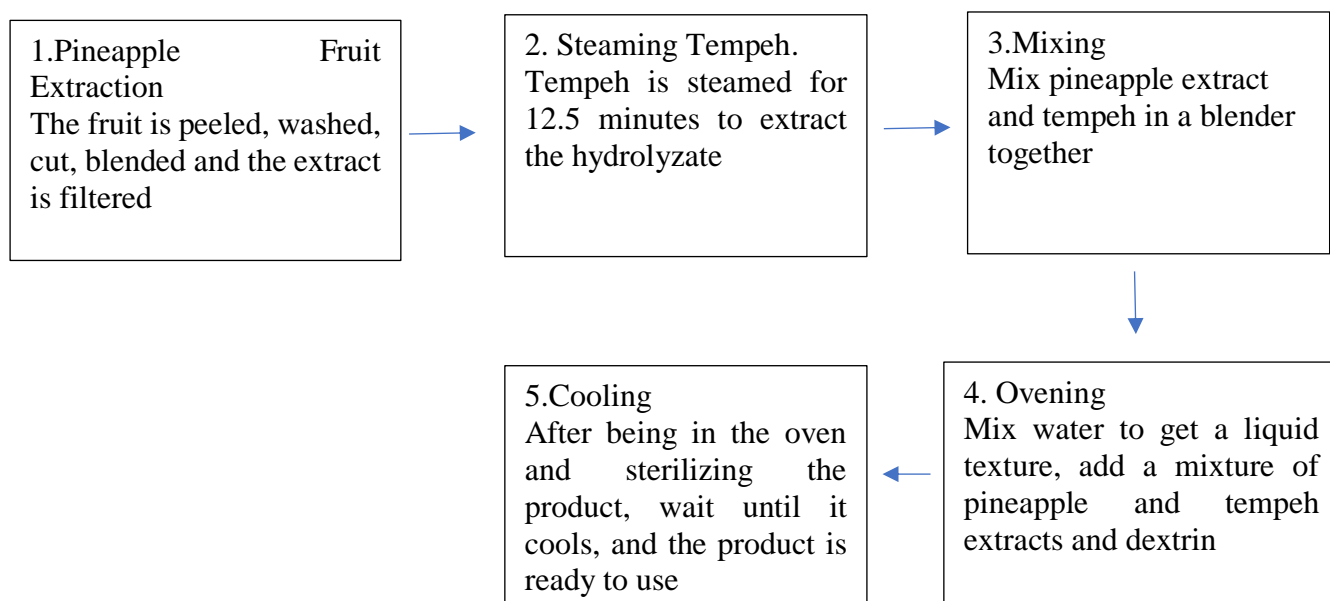 1.Pineapple Fruit
Extraction
The fruit is peeled, washed,
cut, blended and the extract
is filtered
2. Steaming Tempeh.
Tempeh is steamed for
12.5 minutes to extract
the hydrolyzate
3.Mixing
Mix pineapple extract
and tempeh in a blender
together
4. Ovening
Mix water to get a liquid
texture, add a mixture of
pineapple and tempeh
extracts and dextrin
5.Cooling
After being in the oven
and sterilizing the
product, wait until it
cools, and the product is
ready to use